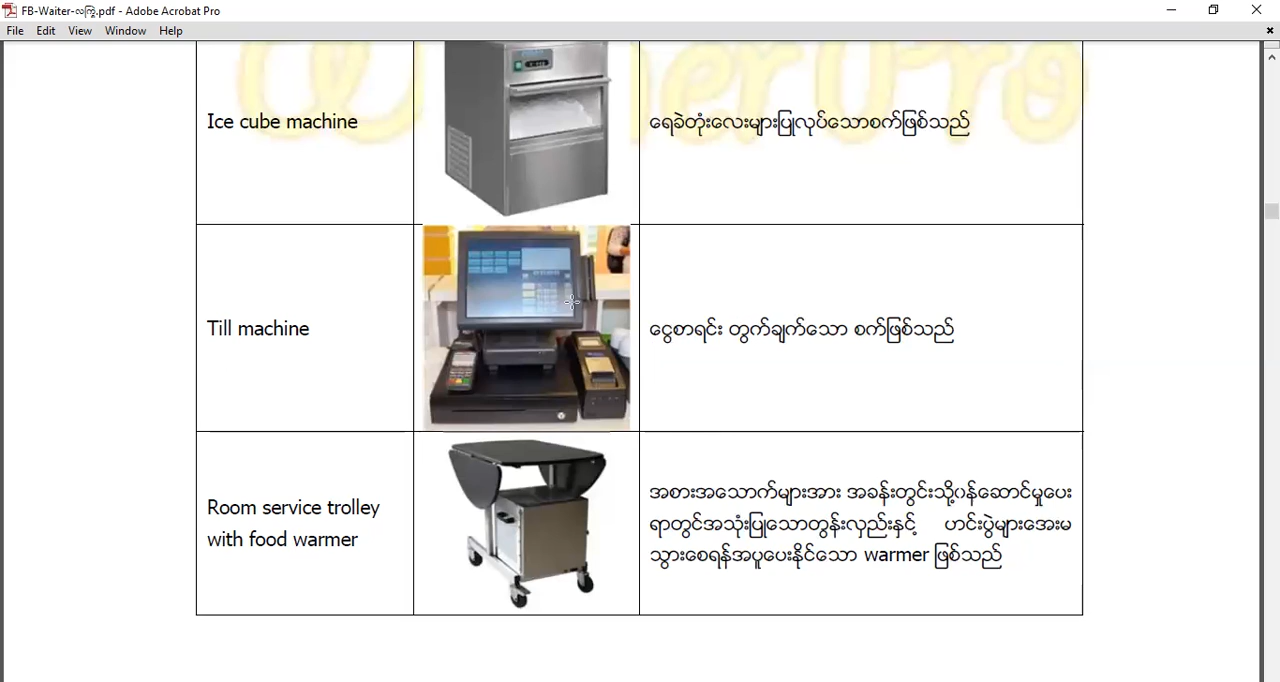 FB-Waiter-လကြွ.pdf - Adobe Acrobat Pro
File Edit View Window Help
Ice cube machine
ရေခဲတုံးလေးများပြုလုပ်သောစက်ဖြစ်သည်
Till machine
ငွေစာရင်း တွက်ချက်သော စက်ဖြစ်သည်
Room service trolley
with food warmer
အစားအသောက်များအား အခန်းတွင်းသို့ဝန်ဆောင်မှုပေး
ရာတွင်အသုံးပြုသောတွန်းလှည်းနှင့် ဟင်းပွဲများအေးမ
သွားစေရန်အပူပေးနိုင်သော warmer ဖြစ်သည်